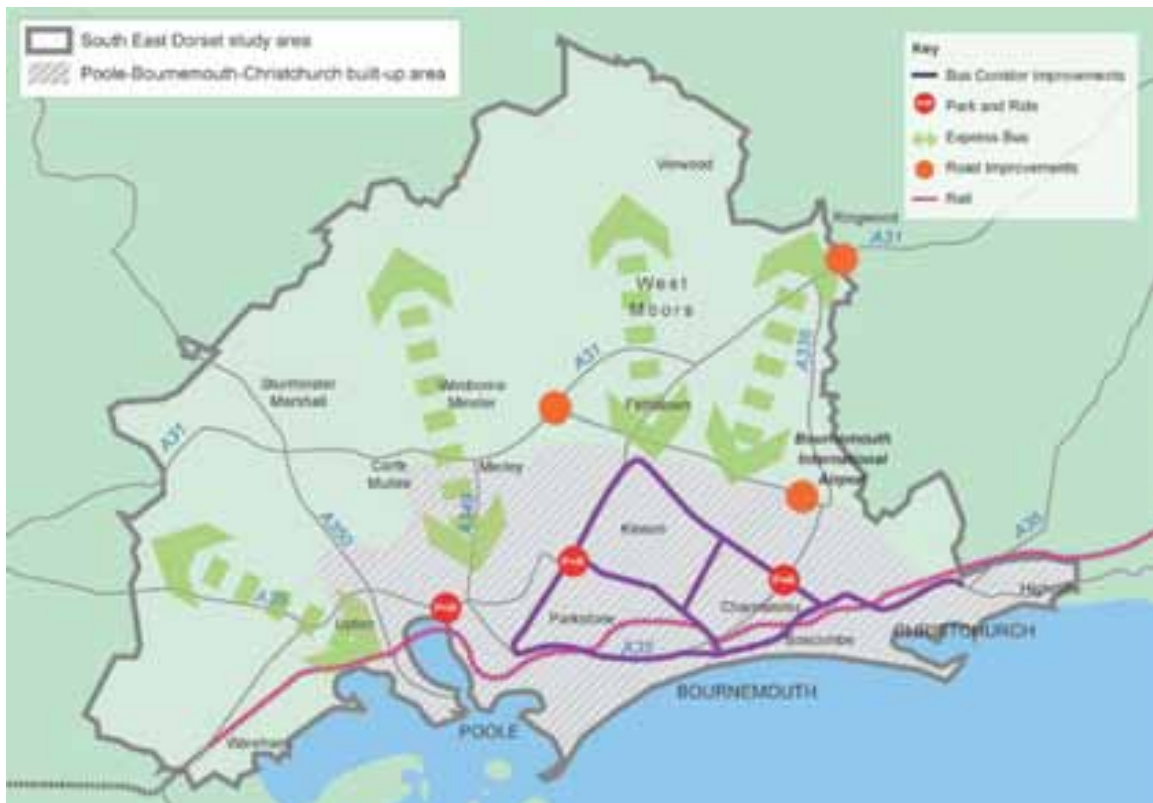 South East Dorset study area
Poole-Bournemouth-Christchurch built-up area
Key
Bus Corridor Improvements
Park and Ride
Express Bus
Road Improvements
Rail
Verwood
Ringwood
A31
West
Moors
A31
A338
Sturminster
Marshall
Wimborne
Minster
Ferndown
Bournemouth
International
Airport
A31
Corfe
Mullen
Merley
A349
A350
Kinson
A35
A35
Upton
P+R
P+R
P+R
Parkstone
Charminster
Highcliffe
A35
Boscombe
CHRISTCHURCH
BOURNEMOUTH
POOLE
Wareham